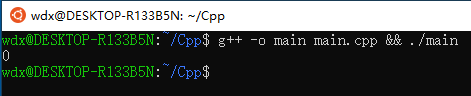 wdx@DESKTOP-R133B5N: ~/Cpp
wdx@DESKTOP-R133B5N:~/Cpp$ g++ -o main main.cpp && ./main
0
wdx@DESKTOP-R133B5N:~/Cpp$